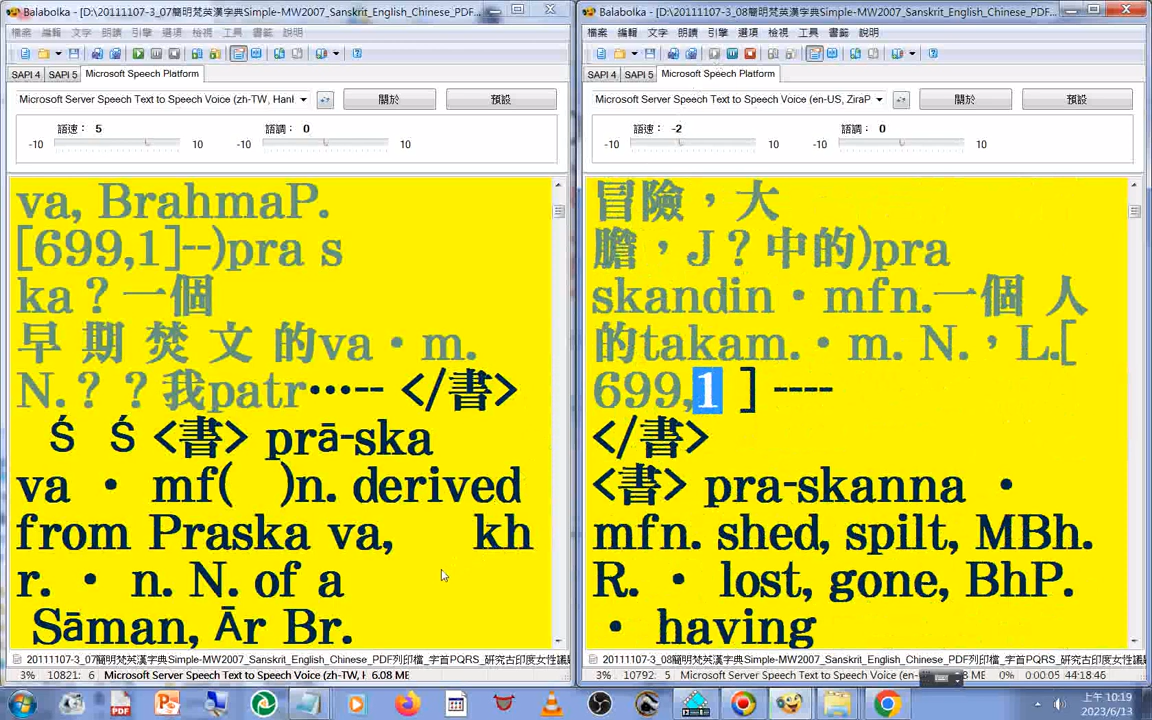 Balabolka - [D:\20111107-3_07簡明梵英漢字典Simple-MW2007_Sanskrit_English_Chinese_PDF...
檔案 編輯 文字 朗讀 引擎 選項 檢視 工具 書籤 說明
SAPI 4 SAPI 5 Microsoft Speech Platform
Microsoft Server Speech Text to Speech Voice (zh-TW, Hanl
關於
預設
語速： 5
語調： 0
-10 10 -10 10
va, BrahmaP.
[699,1]--)pra s
ka？一個
早 期 焚 文 的va・m.
N.？？我patr…-- </書>
Ś Ś <書> prā-ska
va ・ mf( )n. derived
from Praska va, kh
r. ・ n. N. of a
Sāman, Ār Br.
20111107-3_07簡明梵英漢字典Simple-MW2007_Sanskrit_English_Chinese_PDF列印檔_字首PQRS_研究古印度女性議
3% 10821: 6 Microsoft Server Speech Text to Speech Voice (zh-TW, H 6.08 MB
Balabolka - [D:\20111107-3_08簡明梵英漢字典Simple-MW2007_Sanskrit_English_Chinese_PDF...
檔案 編輯 文字 朗讀 引擎 選項 檢視 工具 書籤 說明
SAPI 4 SAPI 5 Microsoft Speech Platform
Microsoft Server Speech Text to Speech Voice (en-US, ZiraP
關於
預設
語速： -2
語調： 0
-10 10 -10 10
冒險，大
膽，J？中的)pra
skandin・mfn.一個 人
的takam.・m. N.，L.[
699,1 ] ----
</書>
<書> pra-skanna ・
mfn. shed, spilt, MBh.
R. ・ lost, gone, BhP.
・ having
20111107-3_08簡明梵英漢字典Simple-MW2007_Sanskrit_English_Chinese_PDF列印檔_字首PQRS_研究古印度女性議
3% 10792: 5 Microsoft Server Speech Text to Speech Voice (en- MB 0% 0:00:05 44:18:46
上午 10:19
2023/6/13